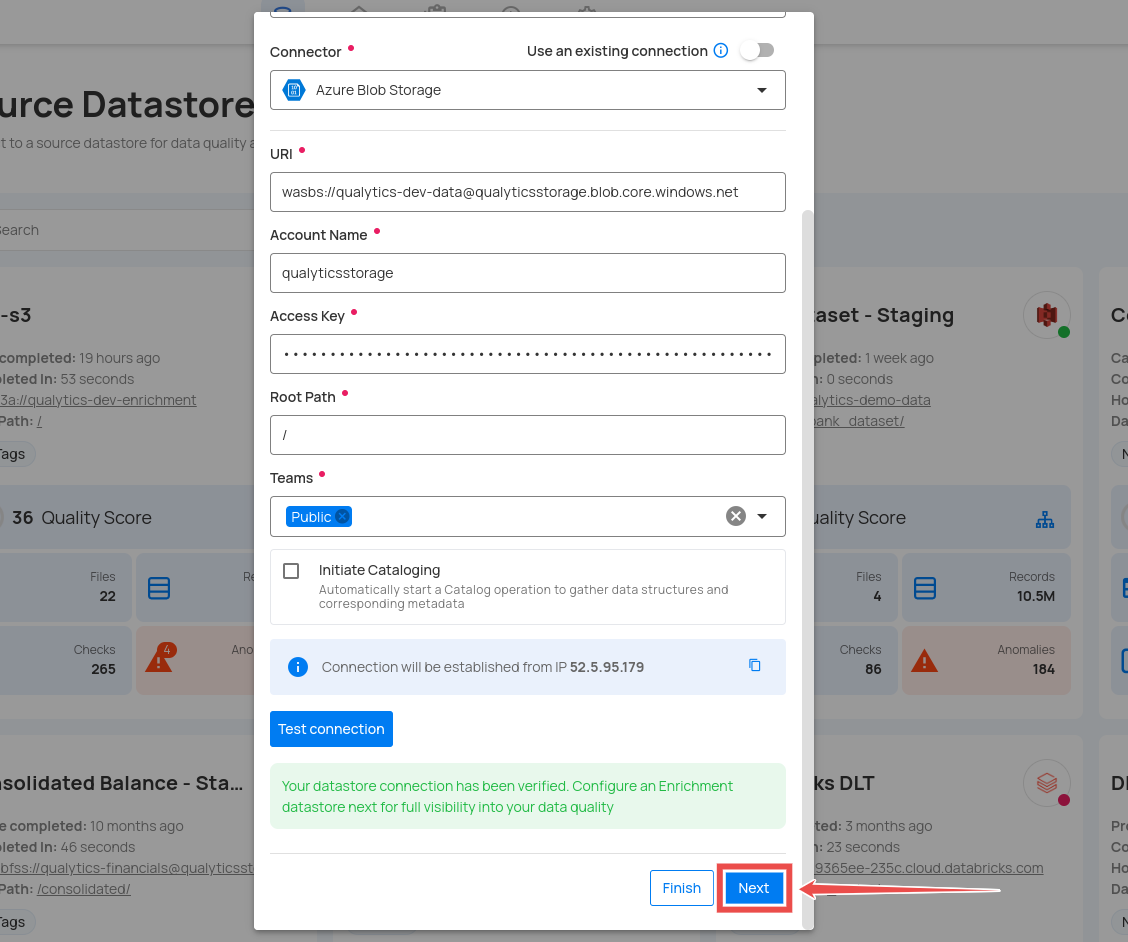 Connector
Use an existing connection
Azure Blob Storage
urce Datastore
t to a source datastore for data quality a
URI
wasbs://qualytics-dev-data@qualyticsstorage.blob.core.windows.net
Search
Account Name
qualyticsstorage
Access Key
Root Path
/
Teams
Public
Initiate Cataloging
Automatically start a Catalog operation to gather data structures and
corresponding metadata
Connection will be established from IP 52.5.95.179
Test connection
Your datastore connection has been verified. Configure an Enrichment
datastore next for full visibility into your data quality
Finish
Next
-s3
completed: 19 hours ago
leted In: 53 seconds
3a://qualytics-dev-enrichment
Path: /
Tags
36 Quality Score
Files
22
Re
Checks
265
4
Ano
taset - Staging
pleted: 1 week ago
n: 0 seconds
alytics-demo-data
bank_dataset/
uality Score
Files
4
Records
10.5M
Checks
86
Anomalies
184
Co
Ca
Co
Ho
Da
N
nsolidated Balance - Sta...
e completed: 10 months ago
leted In: 46 seconds
bfss://qualytics-financials@qualyticsst
Path: /consolidated/
Tags
ks DLT
ted: 3 months ago
n: 23 seconds
9365ee-235c.cloud.databricks.com
Pro
Co
Ho
Da
N